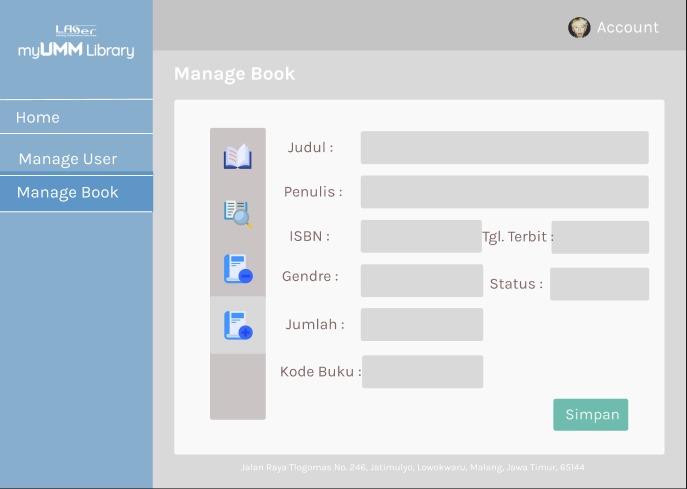 LASer
myUMM Library
Account
Manage Book
Home
Manage User
Manage Book
Judul :
Penulis :
ISBN :
Tgl. Terbit :
Gendre :
Status :
Jumlah :
Kode Buku :
Simpan
Jalan Raya Tlogomas No. 246, Jatimulyo, Lowokwaru, Malang, Jawa Timur, 65144